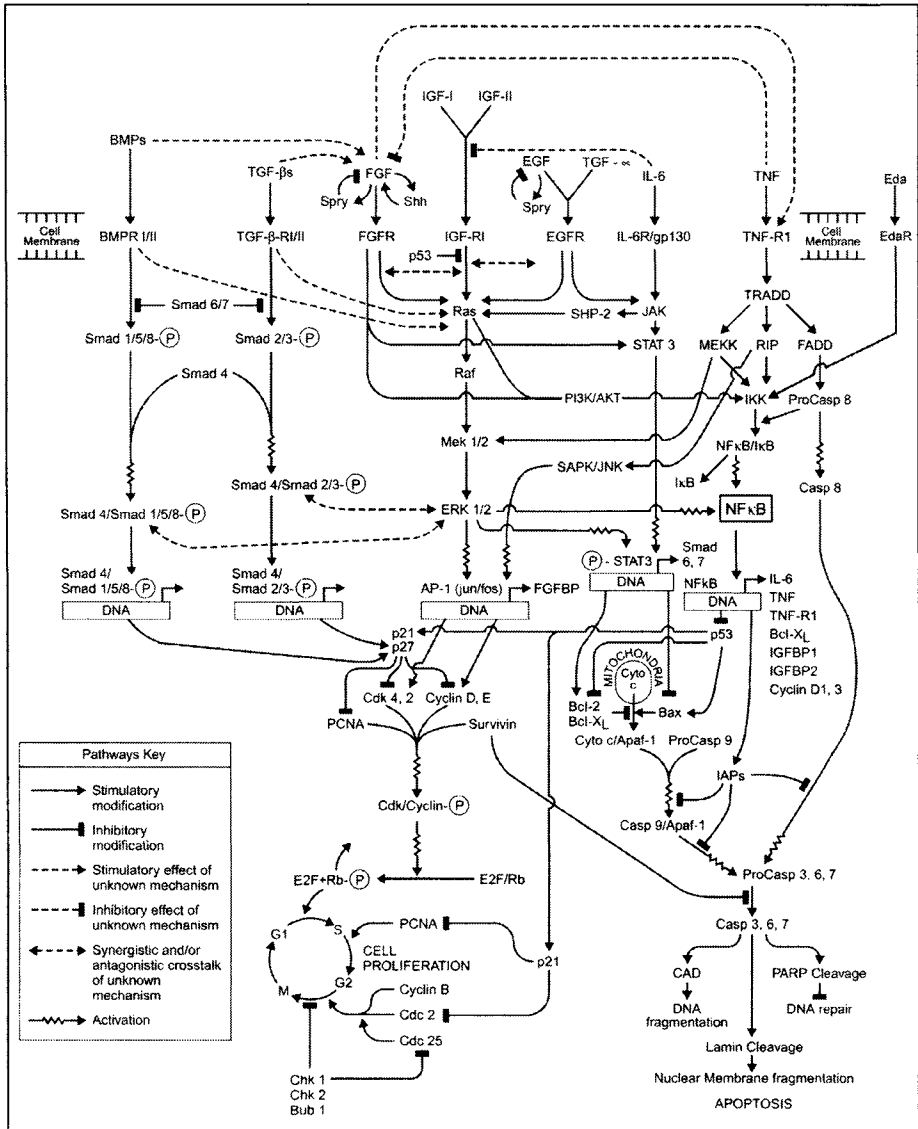 IGF-I IGF-II
BMPs
TGF-βs
FGF
EGF
TGF - ∝
IL-6
TNF
Eda
Spry
Shh
Spry
Cell
Membrane
Cell
Membrane
BMPR I/II
TGF-β-RI/II
FGFR
IGF-RI
EGFR
IL-6R/gp130
TNF-R1
EdaR
p53
TRADD
Smad 6/7
Ras
SHP-2
JAK
Smad 1/5/8-P
Smad 2/3-P
STAT 3
MEKK
RIP
FADD
Smad 4
Raf
PI3K/AKT
IKK
ProCasp 8
Mek 1/2
NFκB/IκB
SAPK/JNK
IκB
Casp 8
Smad 4/Smad 2/3-P
Smad 4/Smad 1/5/8-P
ERK 1/2
NFκB
P - STAT3
Smad
6, 7
Smad 4/
Smad 1/5/8-P
DNA
Smad 4/
Smad 2/3-P
DNA
AP-1 (jun/fos)
DNA
FGFBP
DNA
NFkB
DNA
IL-6
TNF
TNF-R1
Bcl-XL
IGFBP1
IGFBP2
Cyclin D1, 3
p21
p27
p53
MITOCHONDRIA
Cyto
c
Cdk 4, 2
Cyclin D, E
Bcl-2
Bcl-XL
Bax
PCNA
Survivin
Cyto c/Apaf-1
ProCasp 9
IAPs
Cdk/Cyclin-P
Casp 9/Apaf-1
E2F+Rb-P
E2F/Rb
ProCasp 3, 6, 7
G1
S
G2
M
PCNA
CELL
PROLIFERATION
p21
Casp 3, 6, 7
Cyclin B
Cdc 2
Cdc 25
CAD
PARP Cleavage
DNA
fragmentation
DNA repair
Chk 1
Chk 2
Bub 1
Lamin Cleavage
Nuclear Membrane fragmentation
APOPTOSIS
Pathways Key
Stimulatory
modification
Inhibitory
modification
Stimulatory effect of
unknown mechanism
Inhibitory effect of
unknown mechanism
Synergistic and/or
antagonistic crosstalk
of unknown
mechanism
Activation